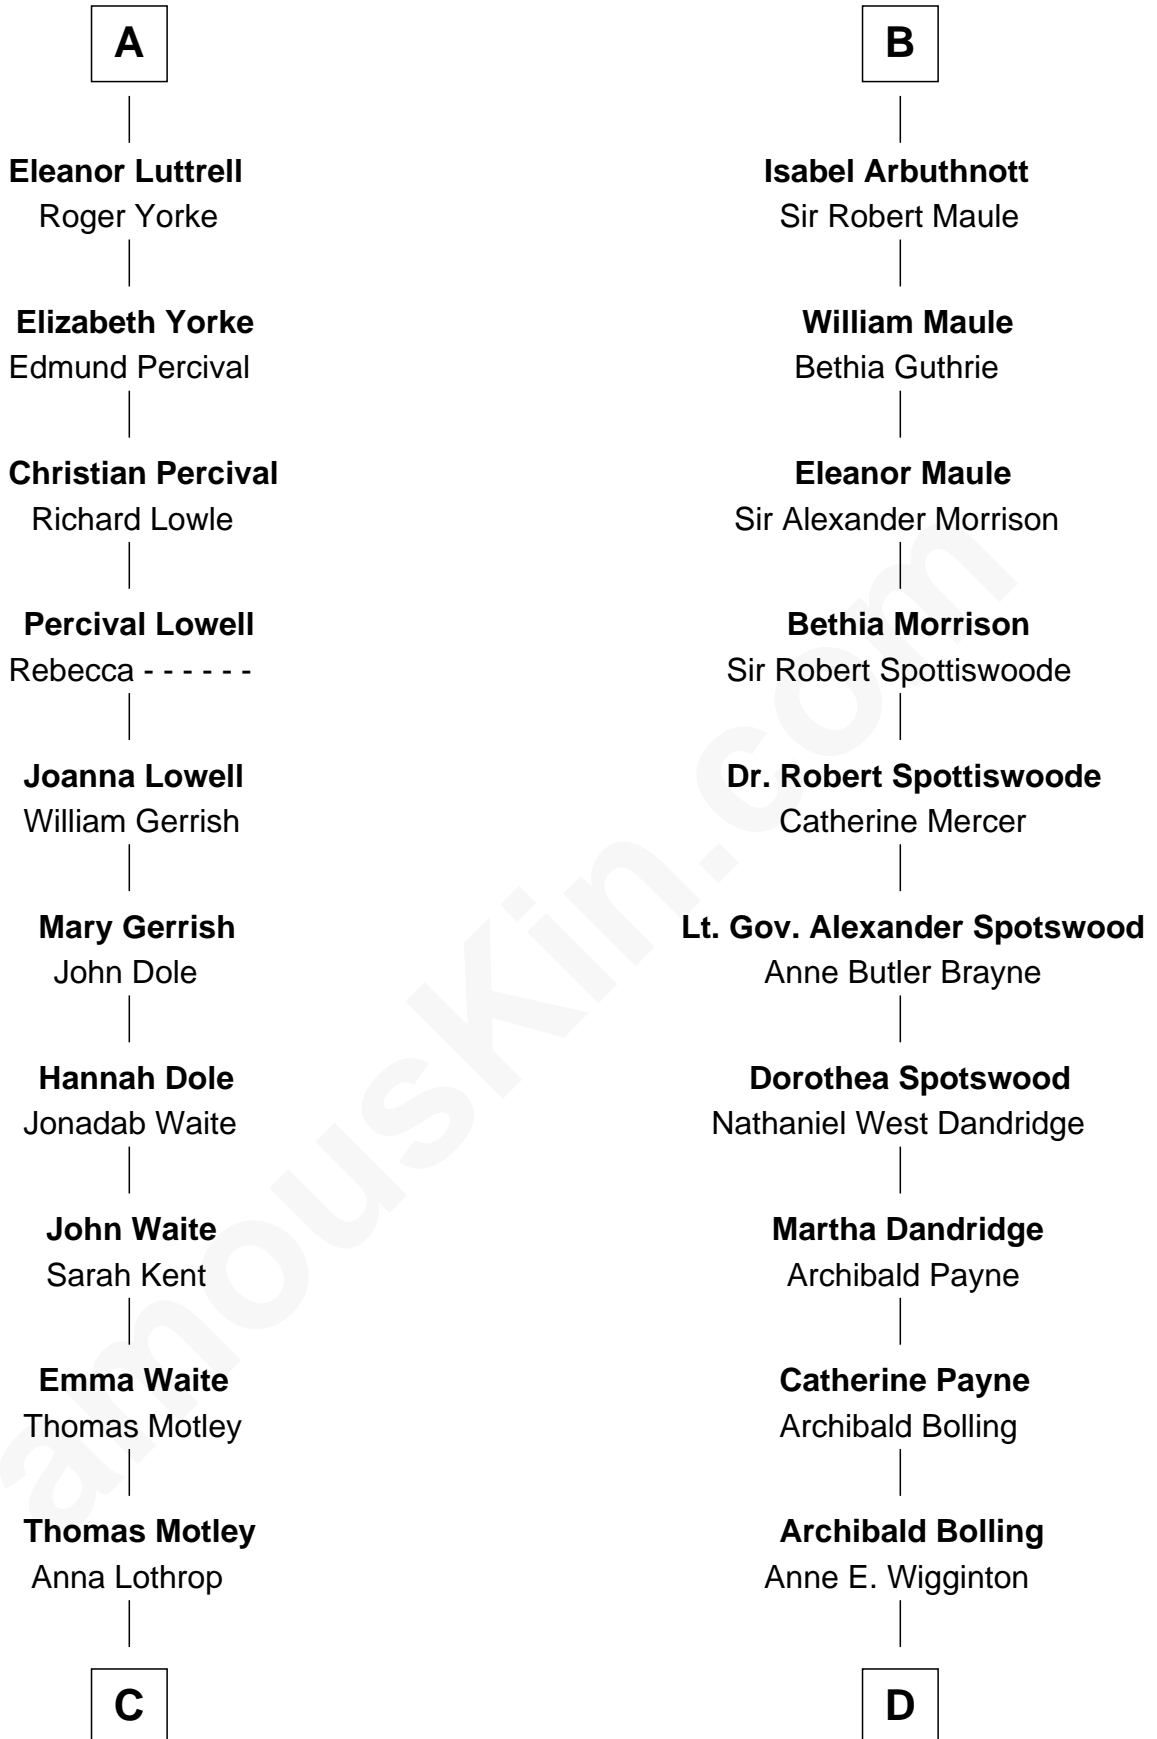 A
Eleanor Luttrell
Roger Yorke
Elizabeth Yorke
Edmund Percival
Christian Percival
Richard Lowle
Percival Lowell
Rebecca - - - - - -
Joanna Lowell
William Gerrish
Mary Gerrish
John Dole
Hannah Dole
Jonadab Waite
John Waite
Sarah Kent
Emma Waite
Thomas Motley
Thomas Motley
Anna Lothrop
C
B
Isabel Arbuthnott
Sir Robert Maule
William Maule
Bethia Guthrie
Eleanor Maule
Sir Alexander Morrison
Bethia Morrison
Sir Robert Spottiswoode
Dr. Robert Spottiswoode
Catherine Mercer
Lt. Gov. Alexander Spotswood
Anne Butler Brayne
Dorothea Spotswood
Nathaniel West Dandridge
Martha Dandridge
Archibald Payne
Catherine Payne
Archibald Bolling
Archibald Bolling
Anne E. Wigginton
D
amouskin.com